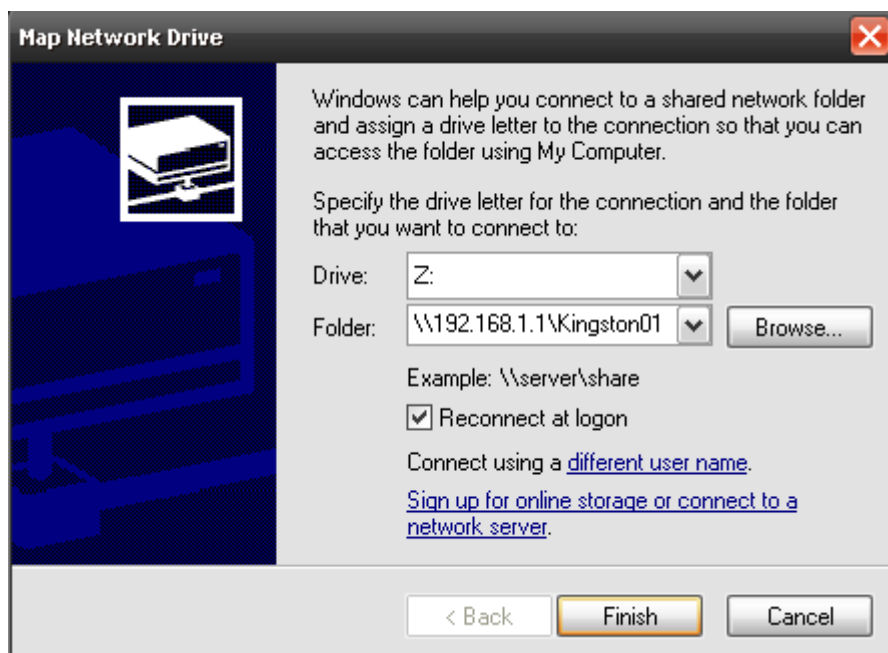 Map Network Drive
Windows can help you connect to a shared network folder
and assign a drive letter to the connection so that you can
access the folder using My Computer.
Specify the drive letter for the connection and the folder
that you want to connect to:
Drive: Z:
Folder: \\192.168.1.1\Kingston01 Browse...
Example: \\server\share
Reconnect at logon
Connect using a different user name.
Sign up for online storage or connect to a
network server.
< Back Finish Cancel